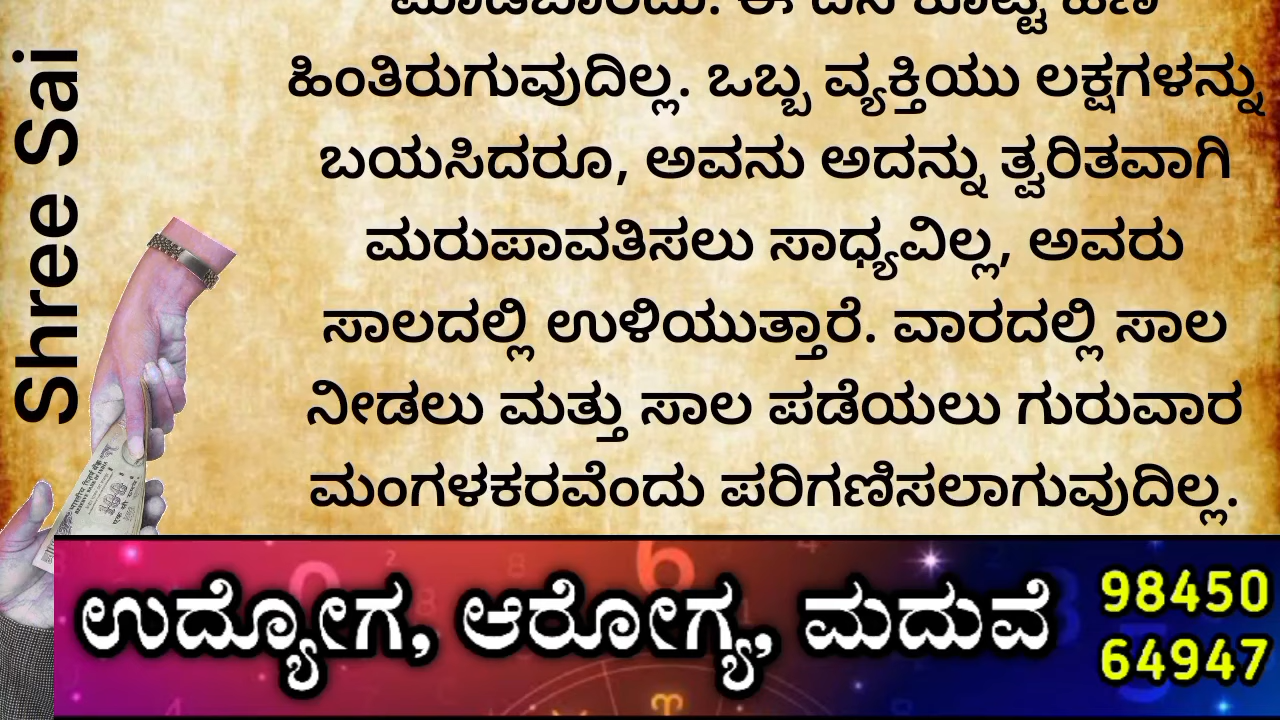 ಹಿಂತಿರುಗುವುದಿಲ್ಲ. ಒಬ್ಬ ವ್ಯಕ್ತಿಯು ಲಕ್ಷಗಳನ್ನು
ಬಯಸಿದರೂ, ಅವನು ಅದನ್ನು ತ್ವರಿತವಾಗಿ
ಮರುಪಾವತಿಸಲು ಸಾಧ್ಯವಿಲ್ಲ, ಅವರು
ಸಾಲದಲ್ಲಿ ಉಳಿಯುತ್ತಾರೆ. ವಾರದಲ್ಲಿ ಸಾಲ
ನೀಡಲು ಮತ್ತು ಸಾಲ ಪಡೆಯಲು ಗುರುವಾರ
ಮಂಗಳಕರವೆಂದು ಪರಿಗಣಿಸಲಾಗುವುದಿಲ್ಲ.
Shree Sai
ಉದ್ಯೋಗ, ಆರೋಗ್ಯ, ಮದುವೆ
98450
64947